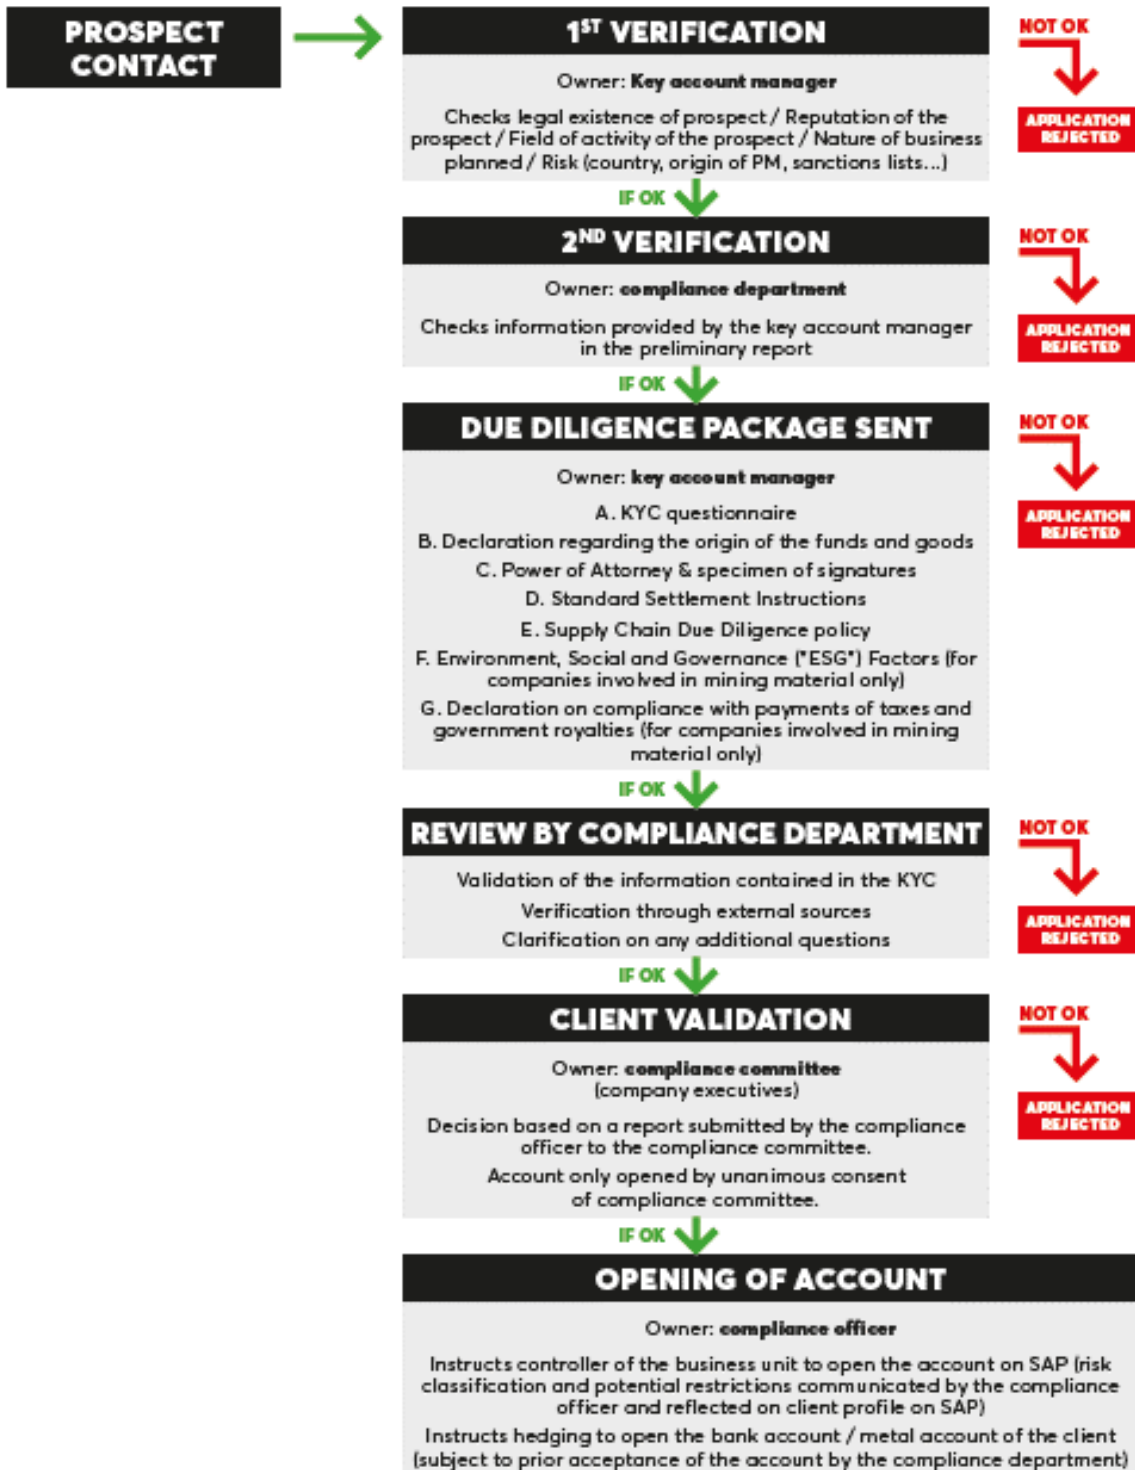 PROSPECT
CONTACT
1ST VERIFICATION
NOT OK
Owner: Key account manager
Checks legal existence of prospect / Reputation of the
prospect / Field of activity of the prospect / Nature of business
planned / Risk (country, origin of PM, sanctions lists...)
APPLICATION
REJECTED
IF OK
2ND VERIFICATION
NOT OK
Owner: compliance department
Checks information provided by the key account manager
in the preliminary report
APPLICATION
REJECTED
IF OK
DUE DILIGENCE PACKAGE SENT
NOT OK
Owner: key account manager
A. KYC questionnaire
B. Declaration regarding the origin of the funds and goods
C. Power of Attorney & specimen of signatures
D. Standard Settlement Instructions
E. Supply Chain Due Diligence policy
F. Environment, Social and Governance ("ESG") Factors (for
companies involved in mining material only)
G. Declaration on compliance with payments of taxes and
government royalties (for companies involved in mining
material only)
APPLICATION
REJECTED
IF OK
REVIEW BY COMPLIANCE DEPARTMENT
NOT OK
Validation of the information contained in the KYC
Verification through external sources
Clarification on any additional questions
APPLICATION
REJECTED
IF OK
CLIENT VALIDATION
NOT OK
Owner: compliance committee
(company executives)
Decision based on a report submitted by the compliance
officer to the compliance committee.
Account only opened by unanimous consent
of compliance committee.
APPLICATION
REJECTED
IF OK
OPENING OF ACCOUNT
Owner: compliance officer
Instructs controller of the business unit to open the account on SAP (risk
classification and potential restrictions communicated by the compliance
officer and reflected on client profile on SAP)
Instructs hedging to open the bank account / metal account of the client
(subject to prior acceptance of the account by the compliance department)